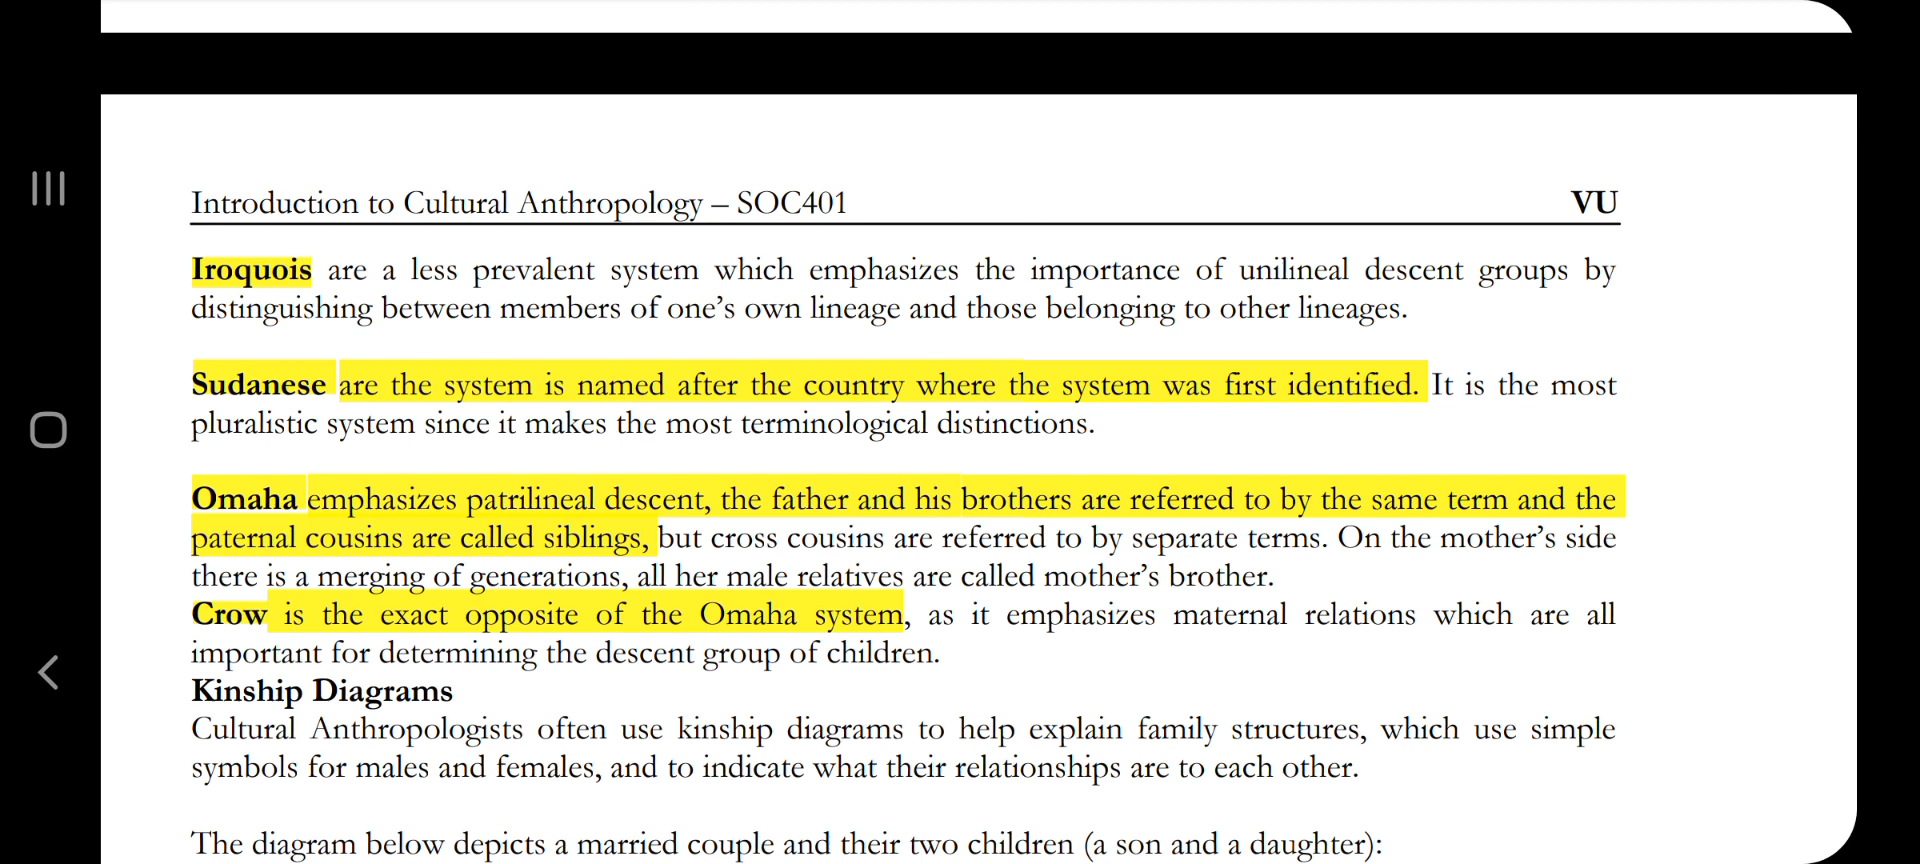 Introduction to Cultural Anthropology – SOC401 VU
Iroquois are a less prevalent system which emphasizes the importance of unilineal descent groups by
distinguishing between members of one’s own lineage and those belonging to other lineages.
Sudanese are the system is named after the country where the system was first identified. It is the most
pluralistic system since it makes the most terminological distinctions.
Omaha emphasizes patrilineal descent, the father and his brothers are referred to by the same term and the
paternal cousins are called siblings, but cross cousins are referred to by separate terms. On the mother’s side
there is a merging of generations, all her male relatives are called mother’s brother.
Crow is the exact opposite of the Omaha system, as it emphasizes maternal relations which are all
important for determining the descent group of children.
Kinship Diagrams
Cultural Anthropologists often use kinship diagrams to help explain family structures, which use simple
symbols for males and females, and to indicate what their relationships are to each other.
The diagram below depicts a married couple and their two children (a son and a daughter):